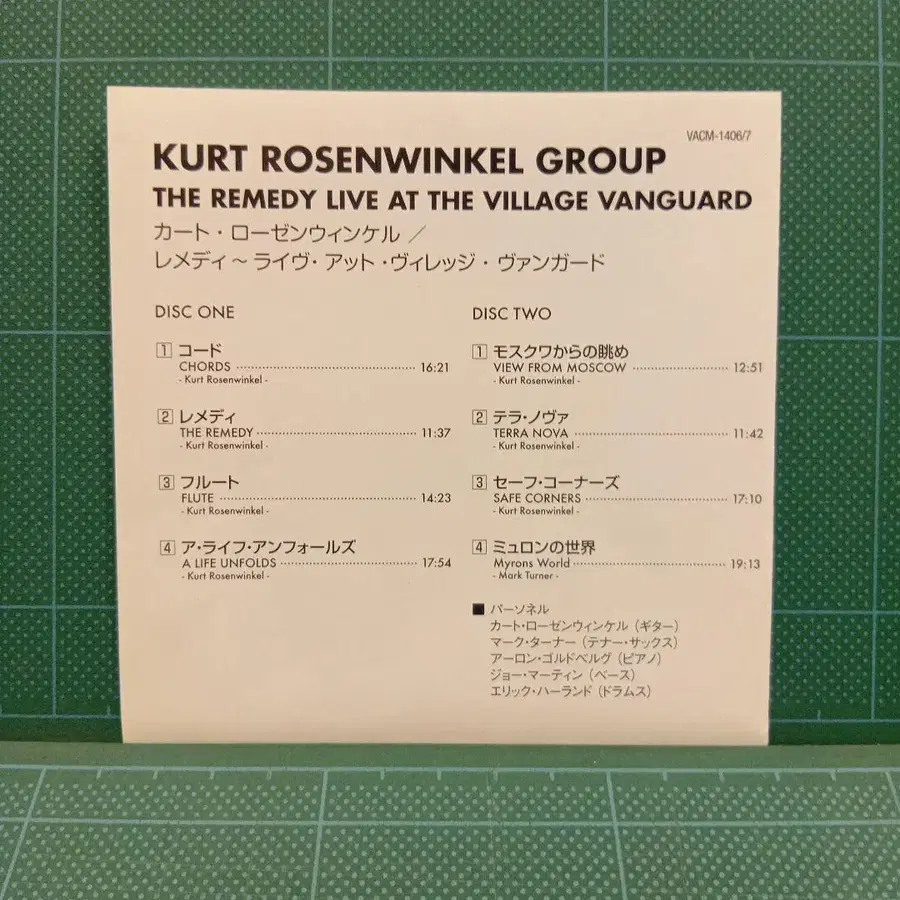 VACM-1406/7
KURT ROSENWINKEL GROUP
THE REMEDY LIVE AT THE VILLAGE VANGUARD
カート・ローゼンウィンケル／
レメディ～ライヴ・アット・ヴィレッジ・ヴァンガード
DISC ONE
1 コード
CHORDS 16:21
- Kurt Rosenwinkel -
2 レメディ
THE REMEDY 11:37
- Kurt Rosenwinkel -
3 フルート
FLUTE 14:23
- Kurt Rosenwinkel -
4 ア・ライフ・アンフォールズ
A LIFE UNFOLDS 17:54
- Kurt Rosenwinkel -
DISC TWO
1 モスクワからの眺め
VIEW FROM MOSCOW 12:51
- Kurt Rosenwinkel -
2 テラ・ノヴァ
TERRA NOVA 11:42
- Kurt Rosenwinkel -
3 セーフ・コーナーズ
SAFE CORNERS 17:10
- Kurt Rosenwinkel -
4 ミュロンの世界
Myrons World 19:13
- Mark Turner -
■ パーソネル
カート・ローゼンウィンケル（ギター）
マーク・ターナー（テナー・サックス）
アーロン・ゴルドベルグ（ピアノ）
ジョー・マーティン（ベース）
エリック・ハーランド（ドラムス）